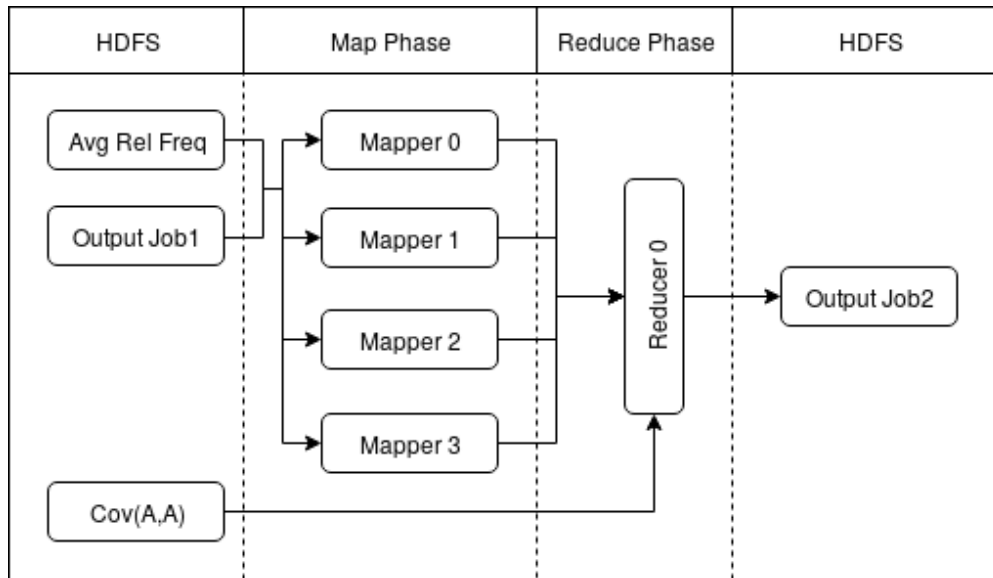 HDFS
Map Phase
Reduce Phase
HDFS
Avg Rel Freq
Output Job1
Cov(A,A)
Mapper 0
Mapper 1
Mapper 2
Mapper 3
Reducer 0
Output Job2